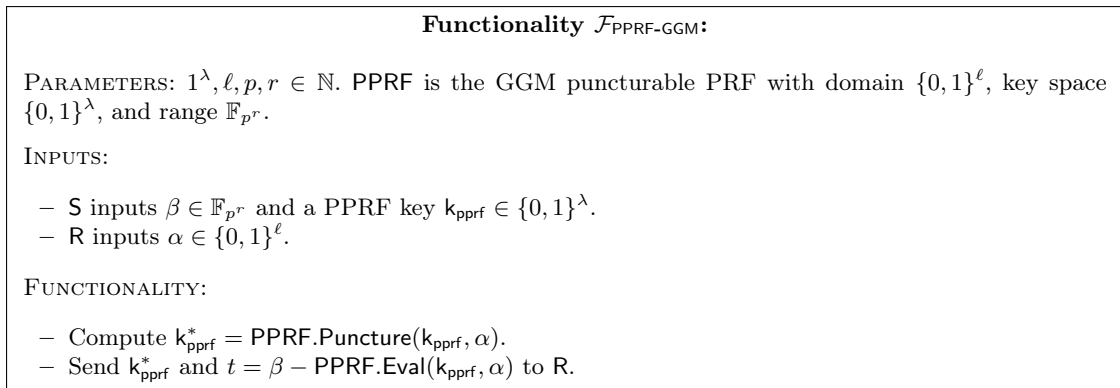 Functionality 𝓕PPRF-GGM:
PARAMETERS: 1^λ, ℓ, p, r ∈ ℕ. PPRF is the GGM puncturable PRF with domain {0, 1}^ℓ, key space
{0, 1}^λ, and range 𝔽_{p^r}.
INPUTS:
– S inputs β ∈ 𝔽_{p^r} and a PPRF key k_pprf ∈ {0, 1}^λ.
– R inputs α ∈ {0, 1}^ℓ.
FUNCTIONALITY:
– Compute k*_pprf = PPRF.Puncture(k_pprf, α).
– Send k*_pprf and t = β − PPRF.Eval(k_pprf, α) to R.